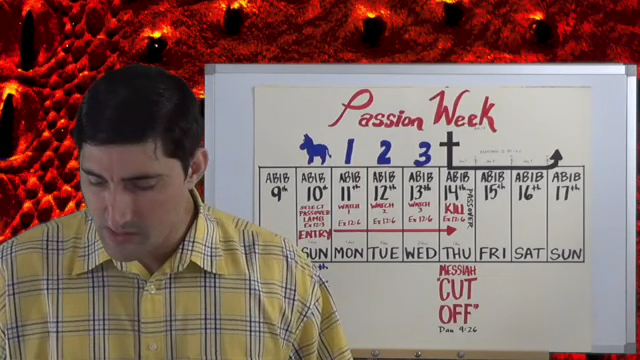 Passion Week
1 2 3
ABIB ABIB ABIB ABIB ABIB ABIB ABIB ABIB ABIB
9th 10th 11th 12th 13th 14th 15th 16th 17th
SELECT PASSOVER LAMB Ex 12:3
WATCH 1 Ex 12:6
WATCH 2 Ex 12:6
WATCH 3 Ex 12:6
KILL Ex 12:6
PASSOVER
ENTRY
SUN MON TUE WED THU FRI SAT SUN
MESSIAH
"CUT
OFF"
Dan 9:26